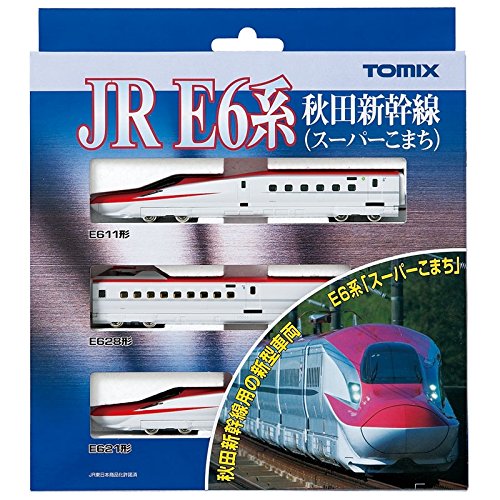 TOMIX
JR E6系
秋田新幹線
(スーパーこまち)
E611形
E628形
E621形
E6系「スーパーこまち」
秋田新幹線用の新型車両
JR東日本商品化許諾済